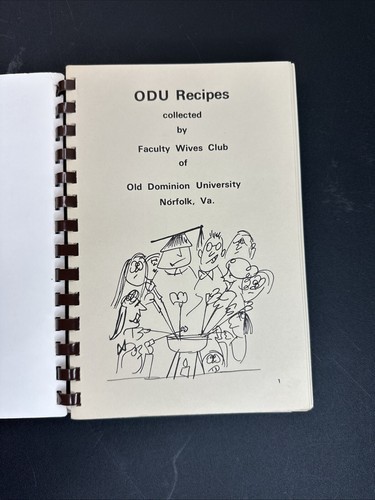 ODU Recipes
collected
by
Faculty Wives Club
of
Old Dominion University
Norfolk, Va.
1